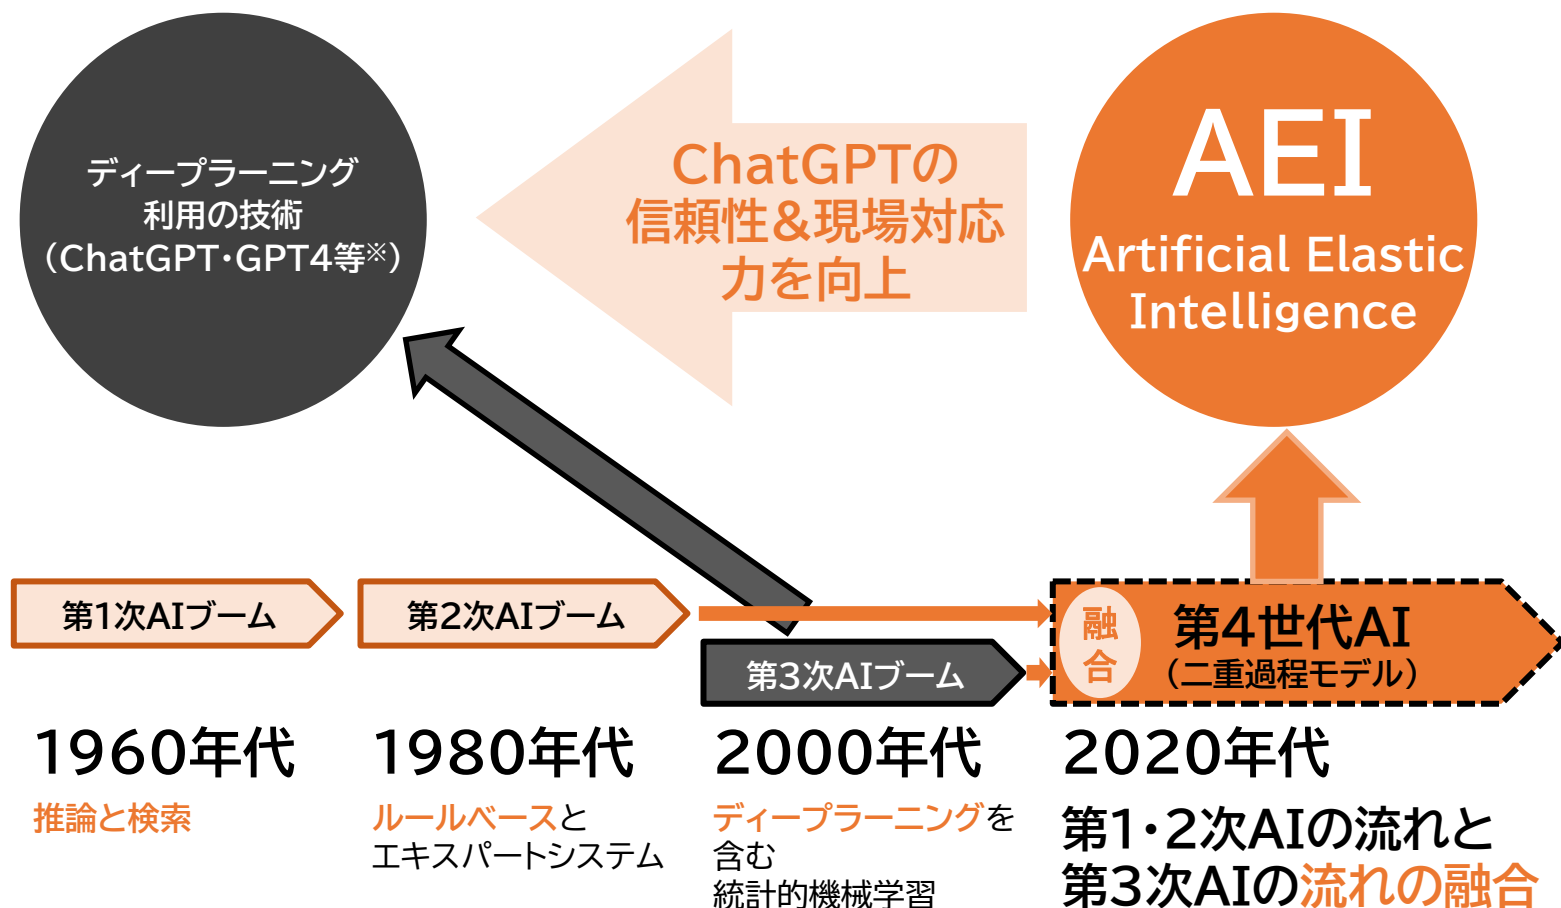 ディープラーニング
利用の技術
(ChatGPT・GPT4等※)
ChatGPTの
信頼性&現場対応
力を向上
AEI
Artificial Elastic
Intelligence
第1次AIブーム
第2次AIブーム
第3次AIブーム
融
合
第4世代AI
(二重過程モデル)
1960年代
推論と検索
1980年代
ルールベースと
エキスパートシステム
2000年代
ディープラーニングを
含む
統計的機械学習
2020年代
第1・2次AIの流れと
第3次AIの流れの融合